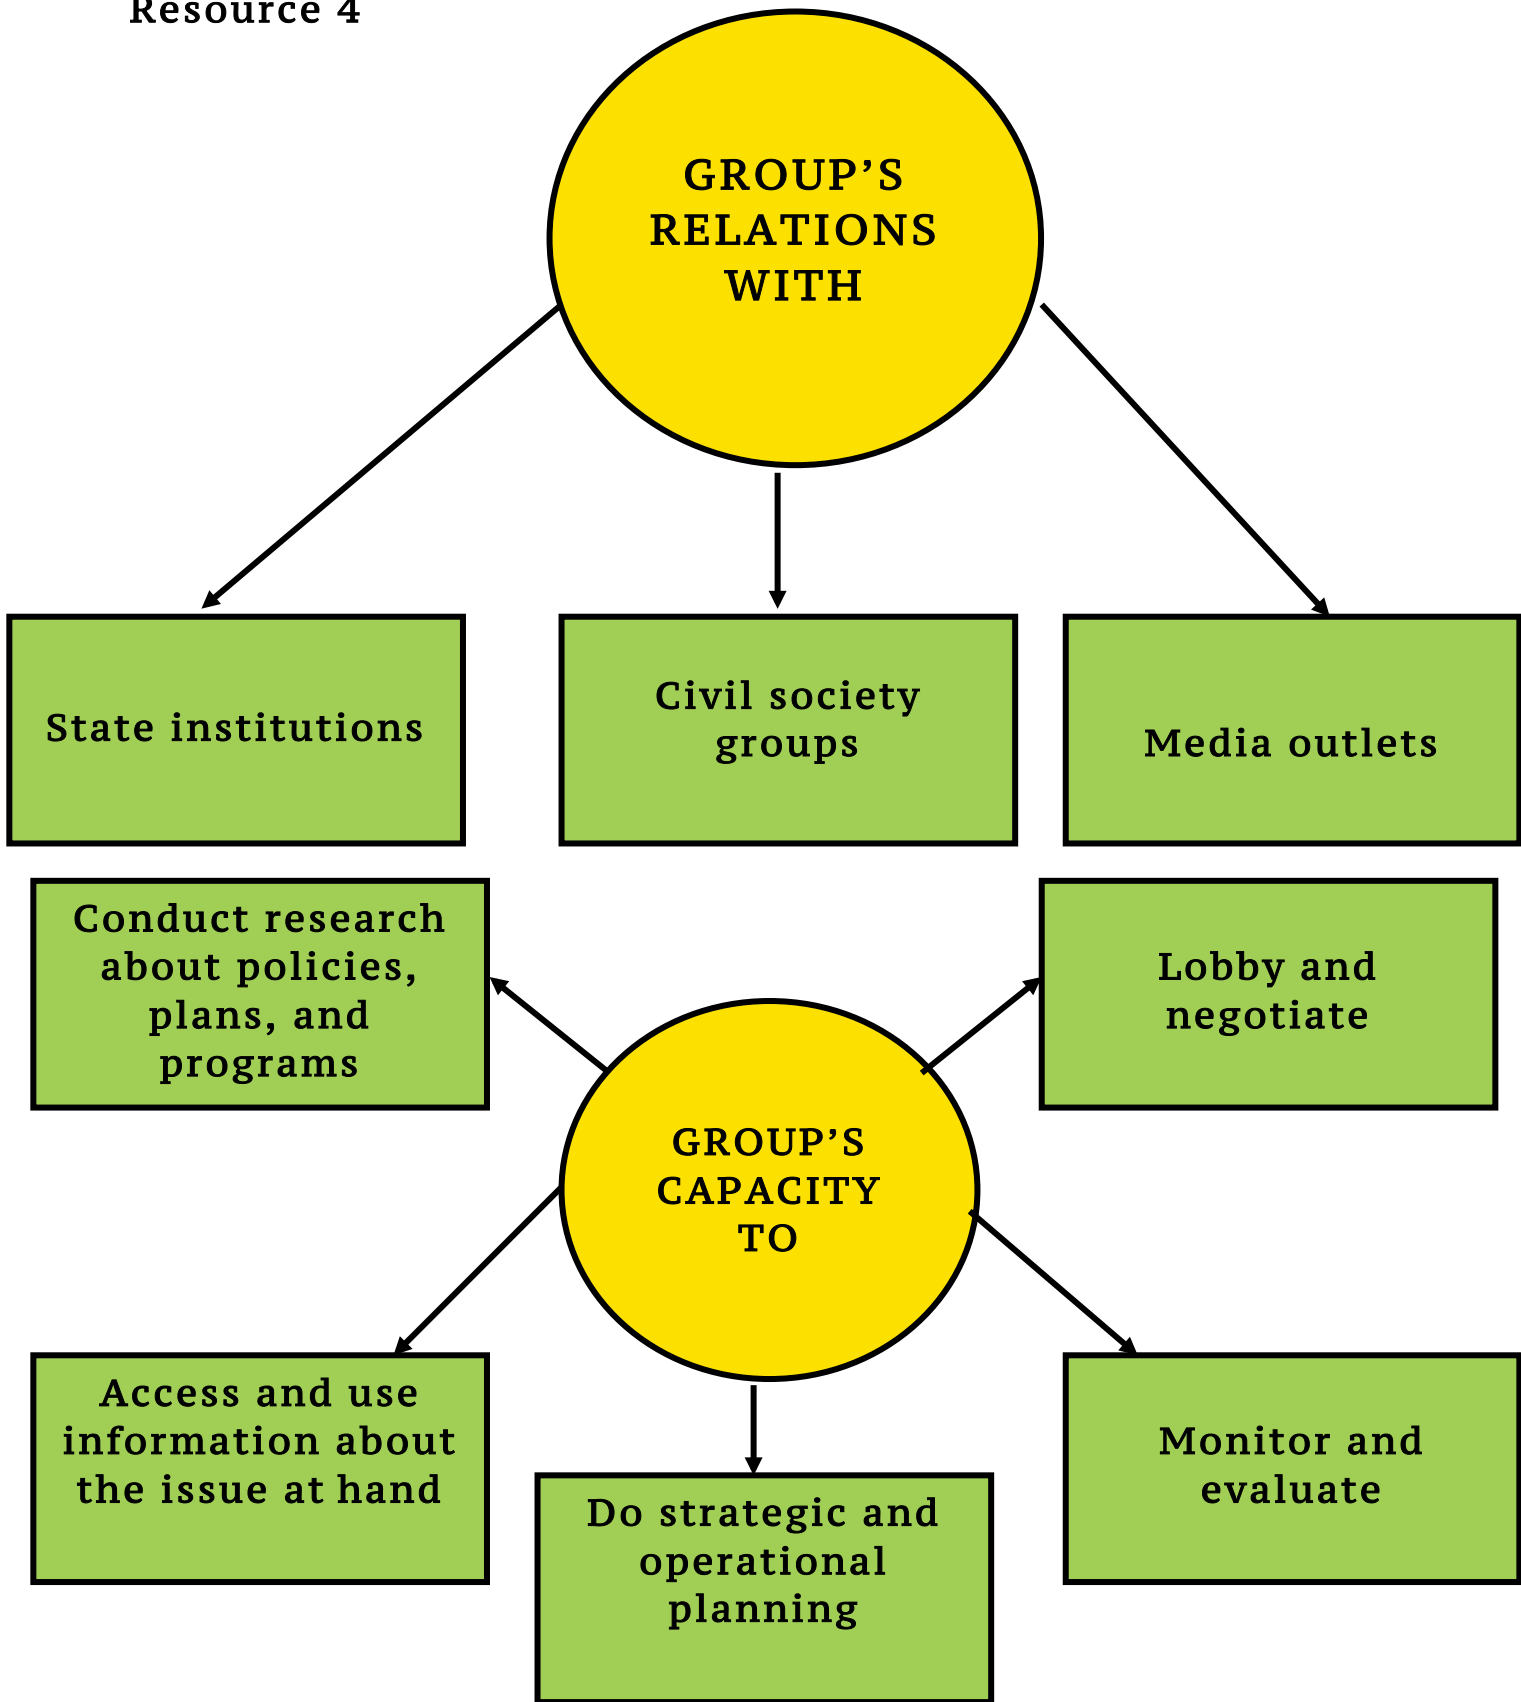 Resource 4
GROUP’S
RELATIONS
WITH
State institutions
Civil society
groups
Media outlets
Conduct research
about policies,
plans, and
programs
Lobby and
negotiate
GROUP’S
CAPACITY
TO
Access and use
information about
the issue at hand
Do strategic and
operational
planning
Monitor and
evaluate